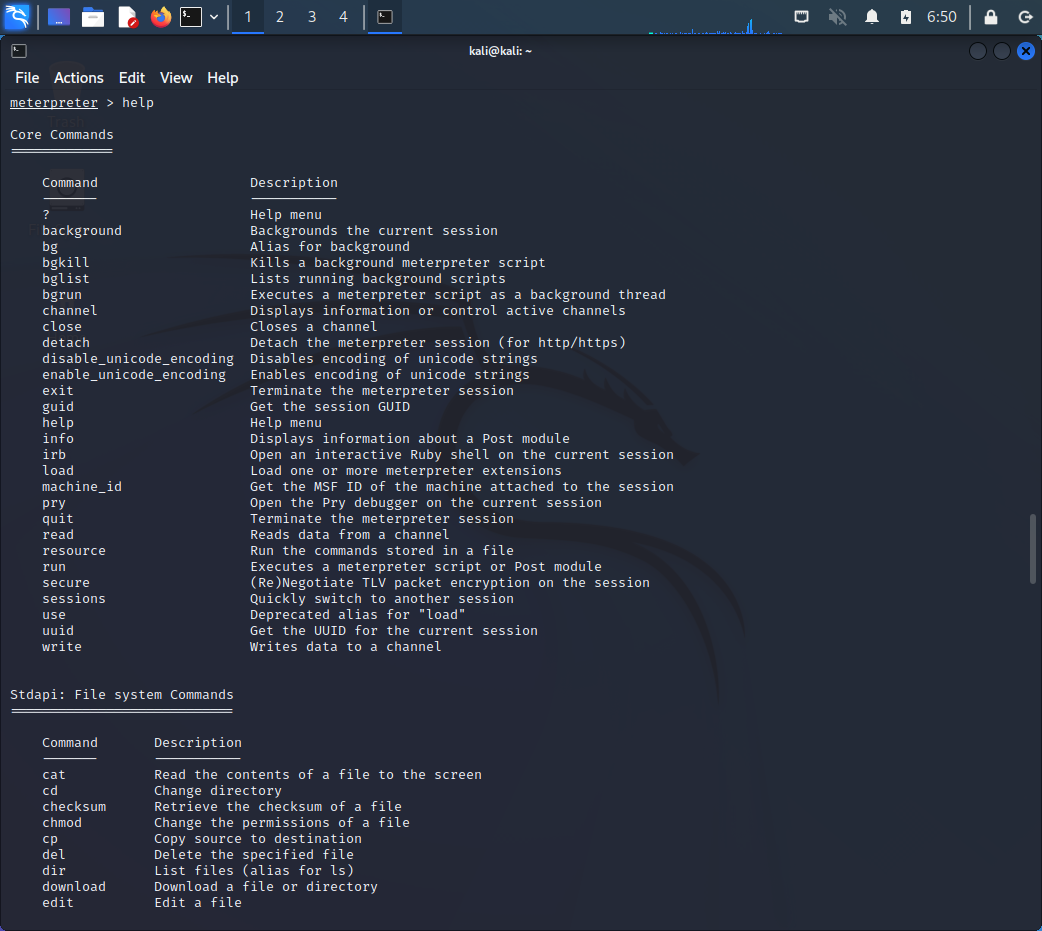 1 2 3 4 6:50
kali@kali: ~
File Actions Edit View Help
meterpreter > help
Core Commands
=============
Command Description
------- -----------
? Help menu
background Backgrounds the current session
bg Alias for background
bgkill Kills a background meterpreter script
bglist Lists running background scripts
bgrun Executes a meterpreter script as a background thread
channel Displays information or control active channels
close Closes a channel
detach Detach the meterpreter session (for http/https)
disable_unicode_encoding Disables encoding of unicode strings
enable_unicode_encoding Enables encoding of unicode strings
exit Terminate the meterpreter session
guid Get the session GUID
help Help menu
info Displays information about a Post module
irb Open an interactive Ruby shell on the current session
load Load one or more meterpreter extensions
machine_id Get the MSF ID of the machine attached to the session
pry Open the Pry debugger on the current session
quit Terminate the meterpreter session
read Reads data from a channel
resource Run the commands stored in a file
run Executes a meterpreter script or Post module
secure (Re)Negotiate TLV packet encryption on the session
sessions Quickly switch to another session
use Deprecated alias for "load"
uuid Get the UUID for the current session
write Writes data to a channel
Stdapi: File system Commands
============================
Command Description
------- -----------
cat Read the contents of a file to the screen
cd Change directory
checksum Retrieve the checksum of a file
chmod Change the permissions of a file
cp Copy source to destination
del Delete the specified file
dir List files (alias for ls)
download Download a file or directory
edit Edit a file